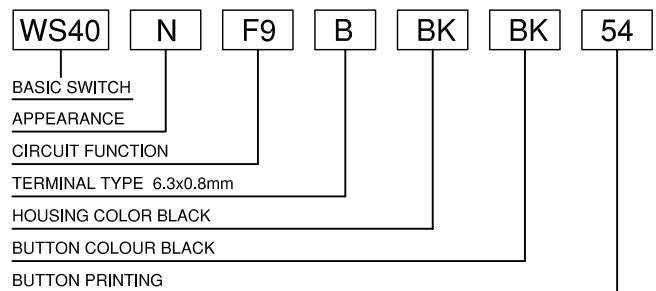 WS40 N F9 B BK BK 54
BASIC SWITCH
APPEARANCE
CIRCUIT FUNCTION
TERMINAL TYPE 6.3x0.8mm
HOUSING COLOR BLACK
BUTTON COLOUR BLACK
BUTTON PRINTING